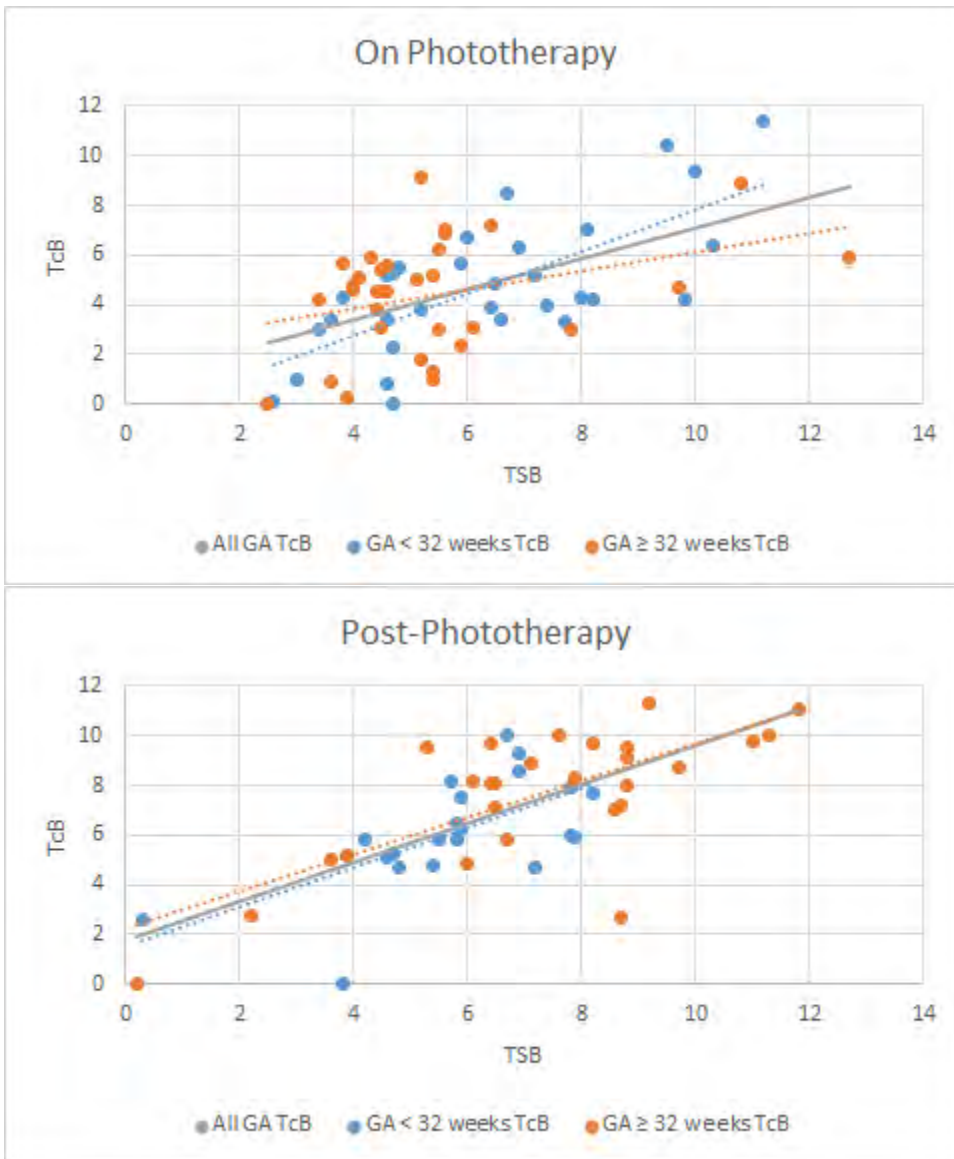 On Phototherapy
12
10
8
6
4
2
0
TcB
0 2 4 6 8 10 12 14
TSB
All GA TcB GA < 32 weeks TcB GA ≥ 32 weeks TcB
Post-Phototherapy
12
10
8
6
4
2
0
TcB
0 2 4 6 8 10 12 14
TSB
All GA TcB GA < 32 weeks TcB GA ≥ 32 weeks TcB